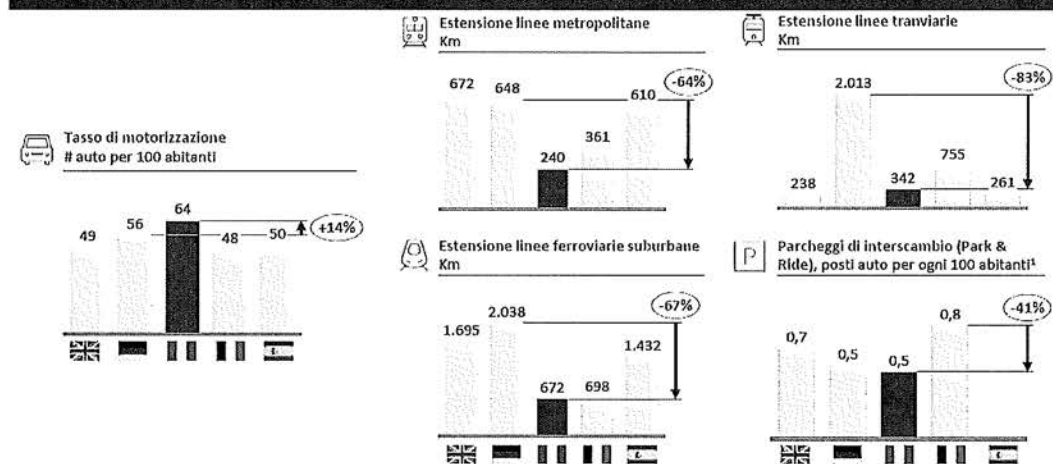 Tasso di motorizzazione
# auto per 100 abitanti
49
56
64
48
50
+14%
Estensione linee metropolitane
Km
672
648
240
361
610
-64%
Estensione linee tranviarie
Km
238
2.013
342
755
261
-83%
Estensione linee ferroviarie suburbane
Km
1.695
2.038
672
698
1.432
-67%
P
Parcheggi di interscambio (Park &
Ride), posti auto per ogni 100 abitanti¹
0,7
0,5
0,5
0,8
-41%